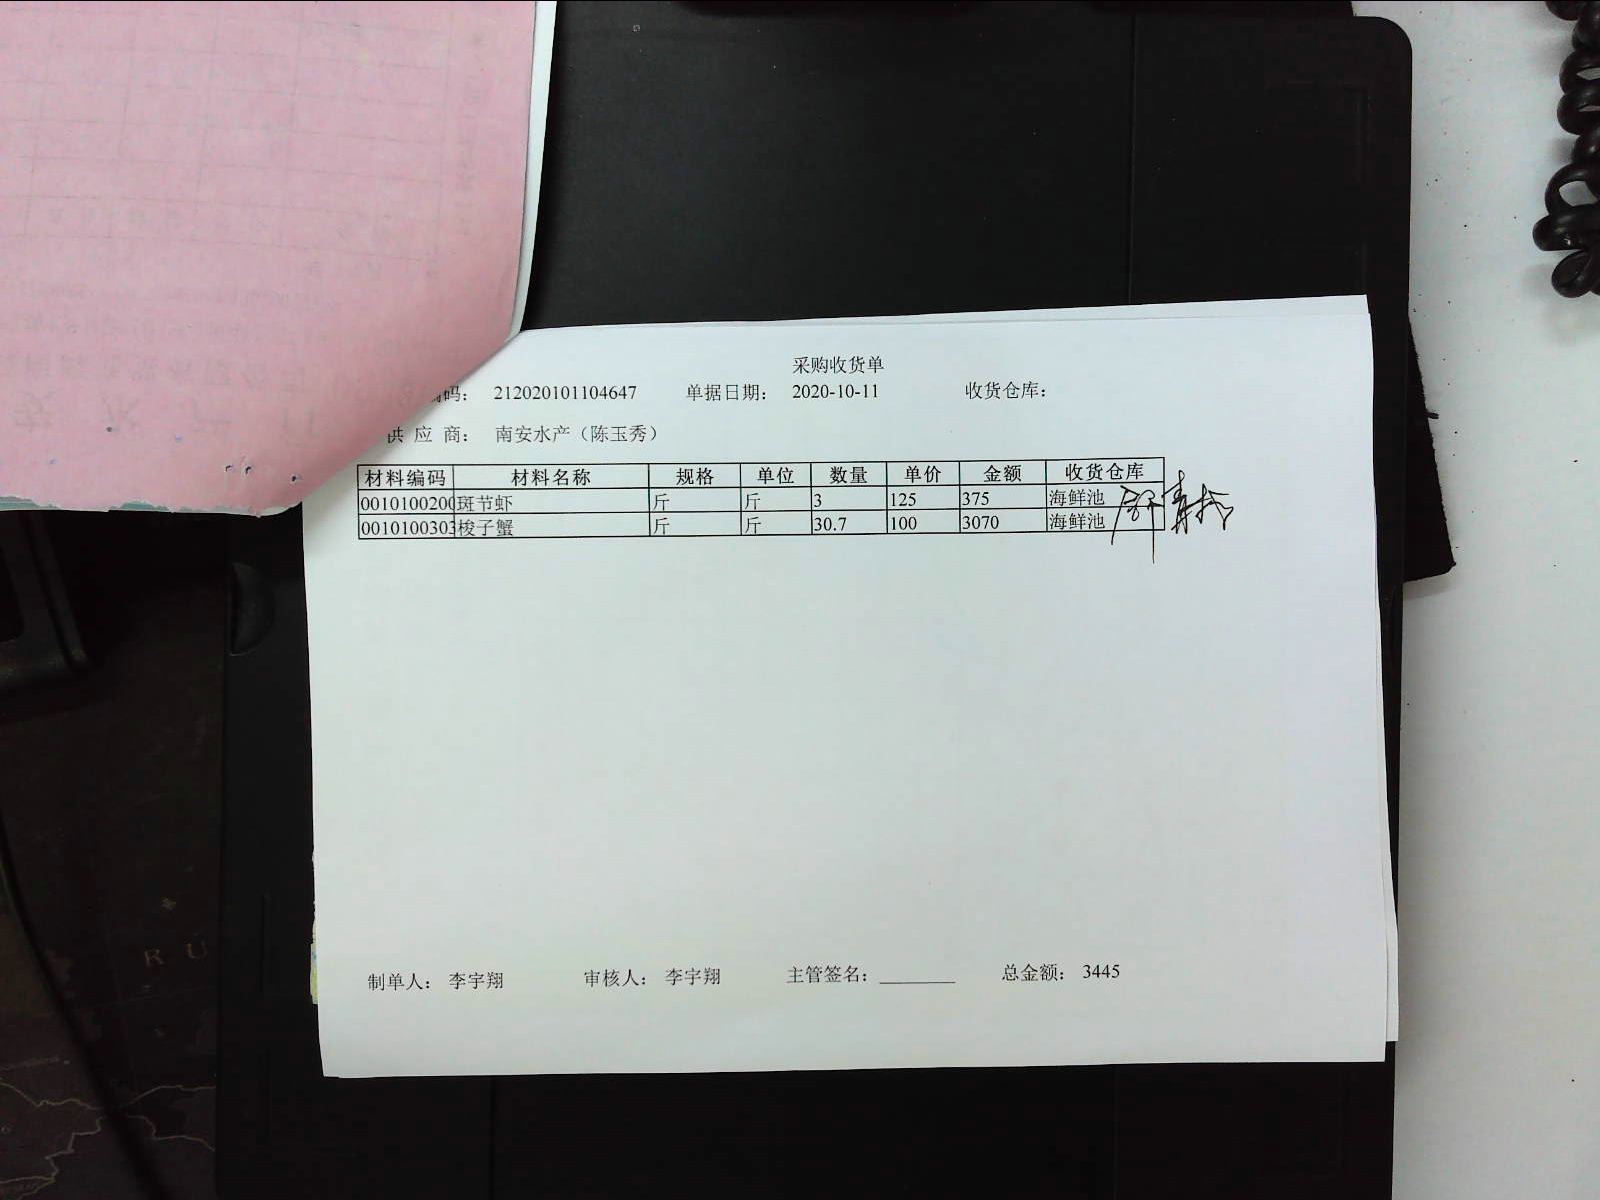 采购收货单
编码： 212020101104647 单据日期： 2020-10-11 收货仓库：
供 应 商： 南安水产（陈玉秀）
材料编码 材料名称 规格 单位 数量 单价 金额 收货仓库
0010100200 斑节虾 斤 斤 3 125 375 海鲜池
0010100303 梭子蟹 斤 斤 30.7 100 3070 海鲜池
制单人： 李宇翔 审核人： 李宇翔 主管签名：________ 总金额： 3445
R U